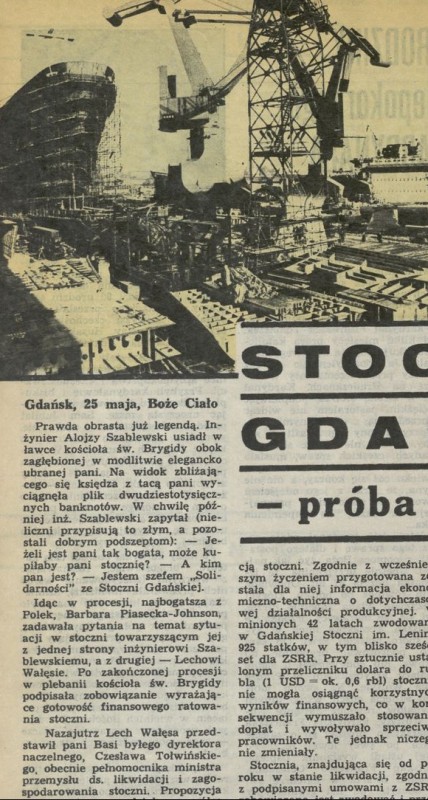 STOC
GDA
– próba
Gdańsk, 25 maja, Boże Ciało
Prawda obrasta już legendą. In-
żynier Alojzy Szablewski usiadł w
ławce kościoła św. Brygidy obok
zagłębionej w modlitwie elegancko
ubranej pani. Na widok zbliżają-
cego się księdza z tacą pani wy-
ciągnęła plik dwudziestotysięcz-
nych banknotów. W chwilę póź-
niej inż. Szablewski zapytał (nie-
liczni przypisują to złym, a pozo-
stali dobrym podszeptom): — Je-
żeli jest pani tak bogata, może ku-
piłaby pani stocznię? — A kim
pan jest? — Jestem szefem „Soli-
darności” ze Stoczni Gdańskiej.
Idąc w procesji, najbogatsza z
Polek, Barbara Piasecka-Johnson,
zadawała pytania na temat sytu-
acji w stoczni towarzyszącym jej
z jednej strony inżynierowi Sza-
blewskiemu, a z drugiej — Lechowi
Wałęsie. Po zakończonej procesji
w plebanii kościoła św. Brygidy
podpisała zobowiązanie wyrażają-
ce gotowość finansowego ratowa-
nia stoczni.
Nazajutrz Lech Wałęsa przed-
stawił pani Basi byłego dyrektora
naczelnego, Czesława Tołwińskie-
go, obecnie pełnomocnika ministra
przemysłu ds. likwidacji i zago-
spodarowania stoczni. Propozycja
cją stoczni. Zgodnie z wcześniej
szym życzeniem przygotowana zo
stała dla niej informacja ekono
miczno-techniczna o dotychczaso
wej działalności produkcyjnej.
minionych 42 latach zwodowan
w Gdańskiej Stoczni im. Lenin
925 statków, w tym blisko sześć
set dla ZSRR. Przy sztucznie usta
lonym przeliczniku dolara do ru
bla (1 USD = ok. 0,6 rbl) stoczni
nie mogła osiągnąć korzystnyc
wyników finansowych, co w kon
sekwencji wymuszało stosowan
dopłat i wywoływało sprzeciw
pracowników. Te jednak niczeg
nie zmieniały.
Stocznia, znajdująca się od p
roku w stanie likwidacji, zgodn
z podpisanymi umowami z ZSR